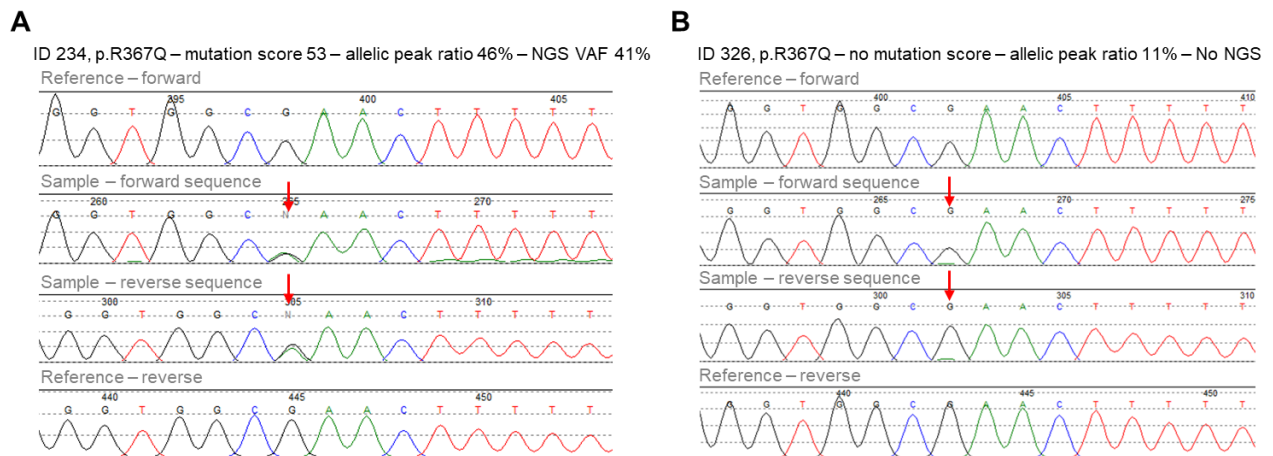 A
ID 234, p.R367Q – mutation score 53 – allelic peak ratio 46% – NGS VAF 41%
Reference – forward
395 400 405
G G T G G C G A A C T T T T T
Sample – forward sequence
260 265 270
G G T G G C N A A C T T T T T
Sample – reverse sequence
300 305 310
G G T G G C N A A C T T T T T
Reference – reverse
440 445 450
G G T G G C G A A C T T T T T
B
ID 326, p.R367Q – no mutation score – allelic peak ratio 11% – No NGS
Reference – forward
400 405 410
G G T G G C G A A C T T T T T
Sample – forward sequence
265 270 275
G G T G G C G A A C T T T T T
Sample – reverse sequence
300 305 310
G G T G G C G A A C T T T T T
Reference – reverse
440 445 450
G G T G G C G A A C T T T T T